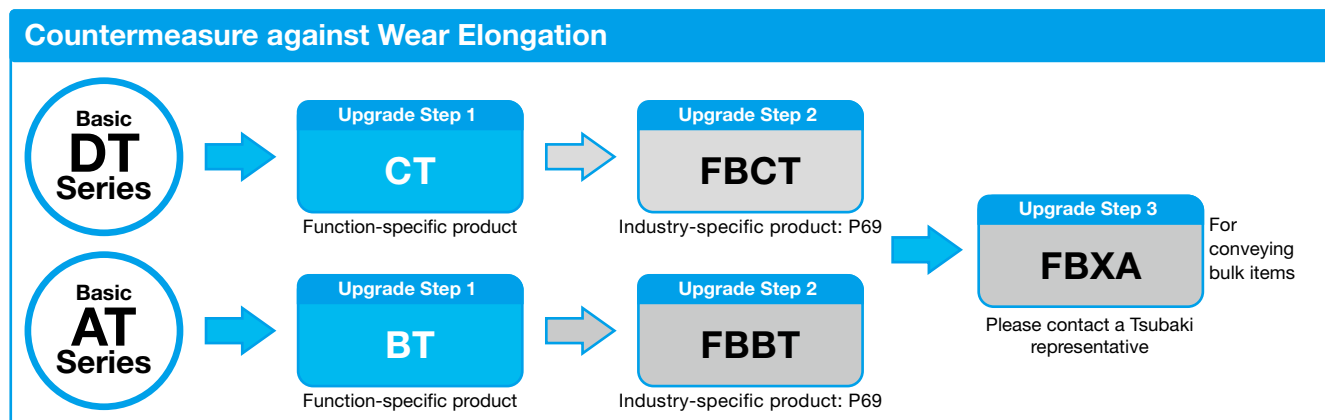 Countermeasure against Wear Elongation
Basic
DT
Series
Upgrade Step 1
CT
Function-specific product
Upgrade Step 2
FBCT
Industry-specific product: P69
Basic
AT
Series
Upgrade Step 1
BT
Function-specific product
Upgrade Step 2
FBBT
Industry-specific product: P69
Upgrade Step 3
FBXA
Please contact a Tsubaki
representative
For
conveying
bulk items